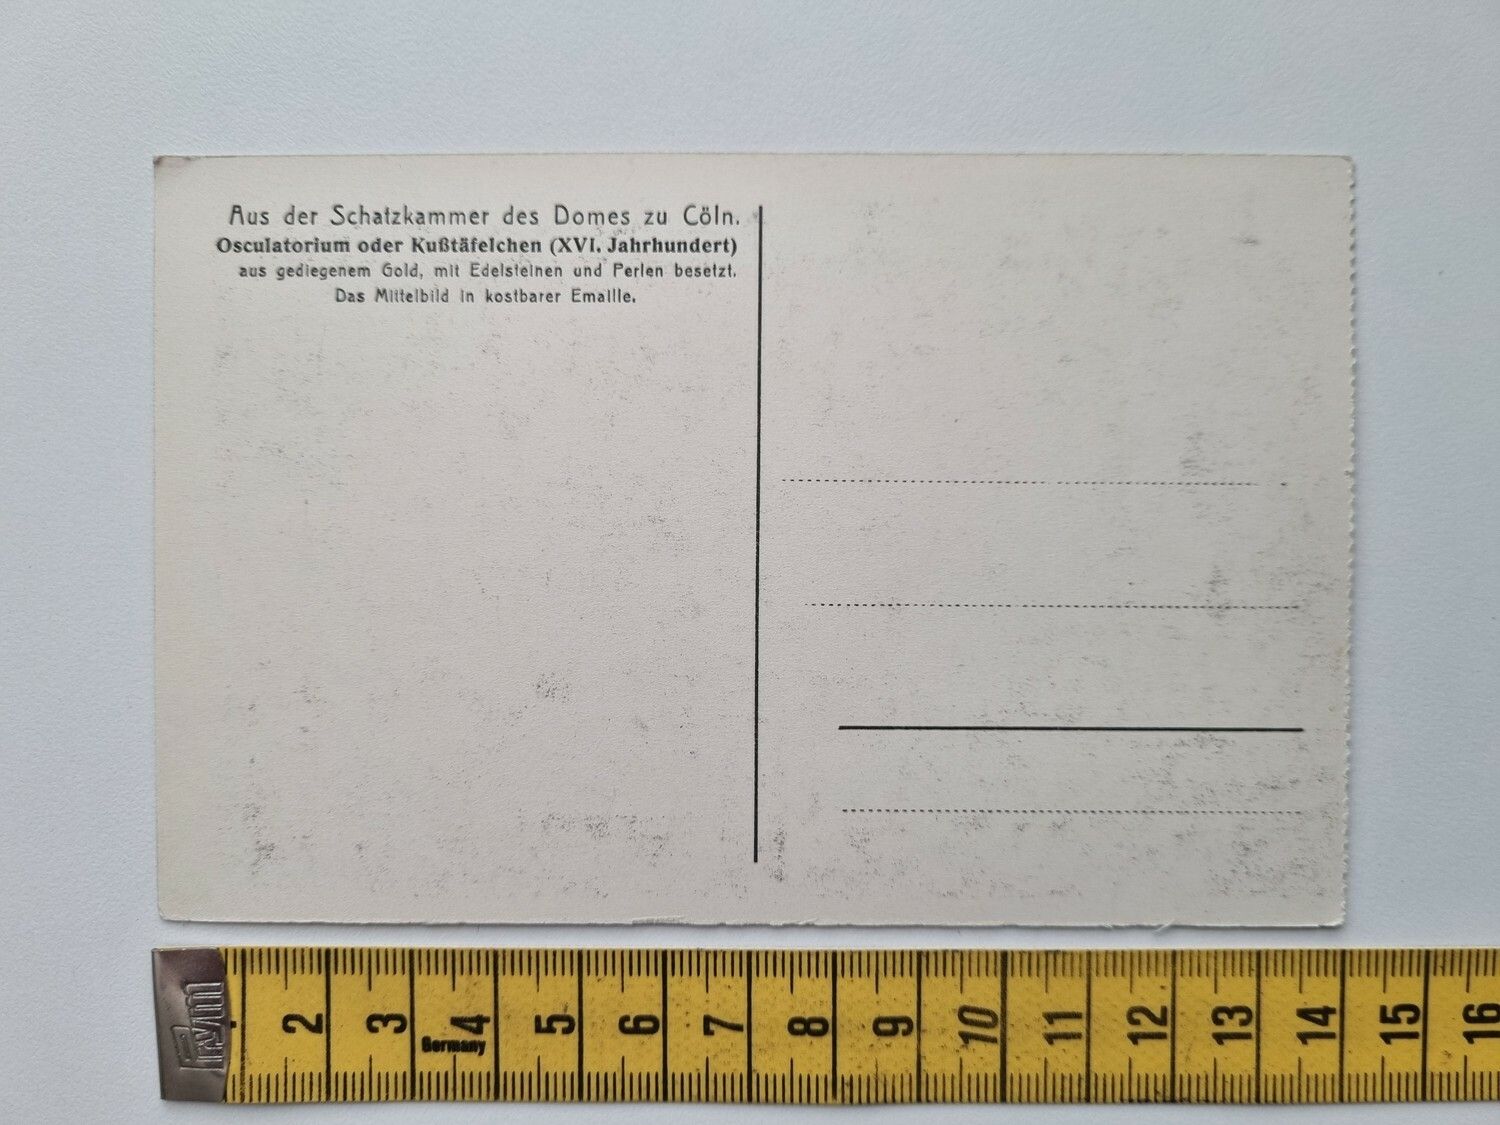 Aus der Schatzkammer des Domes zu Cöln.
Osculatorium oder Kußtäfelchen (XVI. Jahrhundert)
aus gediegenem Gold, mit Edelsteinen und Perlen besetzt.
Das Mittelbild in kostbarer Emaille.
Prym
2 3 4 5 6 7 8 9 10 11 12 13 14 15 16
Germany